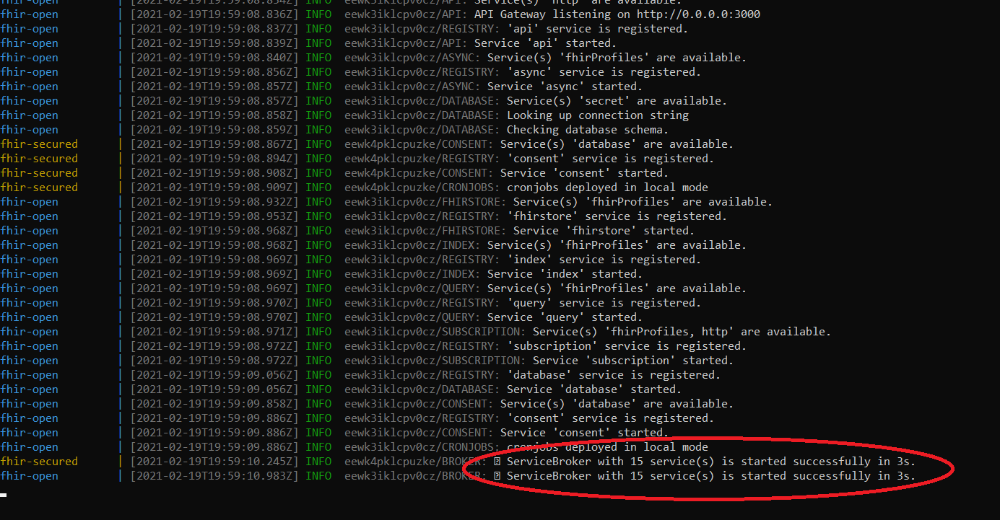 fhir-open | [2021-02-19T19:59:08.834Z] INFO eewk3iklcpv0cz/API: Service(s) 'http' are available.
fhir-open | [2021-02-19T19:59:08.836Z] INFO eewk3iklcpv0cz/API: API Gateway listening on http://0.0.0.0:3000
fhir-open | [2021-02-19T19:59:08.837Z] INFO eewk3iklcpv0cz/REGISTRY: 'api' service is registered.
fhir-open | [2021-02-19T19:59:08.839Z] INFO eewk3iklcpv0cz/API: Service 'api' started.
fhir-open | [2021-02-19T19:59:08.840Z] INFO eewk3iklcpv0cz/ASYNC: Service(s) 'fhirProfiles' are available.
fhir-open | [2021-02-19T19:59:08.856Z] INFO eewk3iklcpv0cz/REGISTRY: 'async' service is registered.
fhir-open | [2021-02-19T19:59:08.857Z] INFO eewk3iklcpv0cz/ASYNC: Service 'async' started.
fhir-open | [2021-02-19T19:59:08.857Z] INFO eewk3iklcpv0cz/DATABASE: Service(s) 'secret' are available.
fhir-open | [2021-02-19T19:59:08.858Z] INFO eewk3iklcpv0cz/DATABASE: Looking up connection string
fhir-open | [2021-02-19T19:59:08.859Z] INFO eewk3iklcpv0cz/DATABASE: Checking database schema.
fhir-secured | [2021-02-19T19:59:08.867Z] INFO eewk4pklcpuzke/CONSENT: Service(s) 'database' are available.
fhir-secured | [2021-02-19T19:59:08.894Z] INFO eewk4pklcpuzke/REGISTRY: 'consent' service is registered.
fhir-secured | [2021-02-19T19:59:08.908Z] INFO eewk4pklcpuzke/CONSENT: Service 'consent' started.
fhir-secured | [2021-02-19T19:59:08.909Z] INFO eewk4pklcpuzke/CRONJOBS: cronjobs deployed in local mode
fhir-open | [2021-02-19T19:59:08.932Z] INFO eewk3iklcpv0cz/FHIRSTORE: Service(s) 'fhirProfiles' are available.
fhir-open | [2021-02-19T19:59:08.953Z] INFO eewk3iklcpv0cz/REGISTRY: 'fhirstore' service is registered.
fhir-open | [2021-02-19T19:59:08.968Z] INFO eewk3iklcpv0cz/FHIRSTORE: Service 'fhirstore' started.
fhir-open | [2021-02-19T19:59:08.968Z] INFO eewk3iklcpv0cz/INDEX: Service(s) 'fhirProfiles' are available.
fhir-open | [2021-02-19T19:59:08.969Z] INFO eewk3iklcpv0cz/REGISTRY: 'index' service is registered.
fhir-open | [2021-02-19T19:59:08.969Z] INFO eewk3iklcpv0cz/INDEX: Service 'index' started.
fhir-open | [2021-02-19T19:59:08.969Z] INFO eewk3iklcpv0cz/QUERY: Service(s) 'fhirProfiles' are available.
fhir-open | [2021-02-19T19:59:08.970Z] INFO eewk3iklcpv0cz/REGISTRY: 'query' service is registered.
fhir-open | [2021-02-19T19:59:08.970Z] INFO eewk3iklcpv0cz/QUERY: Service 'query' started.
fhir-open | [2021-02-19T19:59:08.971Z] INFO eewk3iklcpv0cz/SUBSCRIPTION: Service(s) 'fhirProfiles, http' are available.
fhir-open | [2021-02-19T19:59:08.972Z] INFO eewk3iklcpv0cz/REGISTRY: 'subscription' service is registered.
fhir-open | [2021-02-19T19:59:08.972Z] INFO eewk3iklcpv0cz/SUBSCRIPTION: Service 'subscription' started.
fhir-open | [2021-02-19T19:59:09.056Z] INFO eewk3iklcpv0cz/REGISTRY: 'database' service is registered.
fhir-open | [2021-02-19T19:59:09.056Z] INFO eewk3iklcpv0cz/DATABASE: Service 'database' started.
fhir-open | [2021-02-19T19:59:09.858Z] INFO eewk3iklcpv0cz/CONSENT: Service(s) 'database' are available.
fhir-open | [2021-02-19T19:59:09.886Z] INFO eewk3iklcpv0cz/REGISTRY: 'consent' service is registered.
fhir-open | [2021-02-19T19:59:09.886Z] INFO eewk3iklcpv0cz/CONSENT: Service 'consent' started.
fhir-open | [2021-02-19T19:59:09.886Z] INFO eewk3iklcpv0cz/CRONJOBS: cronjobs deployed in local mode
fhir-secured | [2021-02-19T19:59:10.245Z] INFO eewk4pklcpuzke/BROKER: ServiceBroker with 15 service(s) is started successfully in 3s.
fhir-open | [2021-02-19T19:59:10.983Z] INFO eewk3iklcpv0cz/BROKER: ServiceBroker with 15 service(s) is started successfully in 3s.